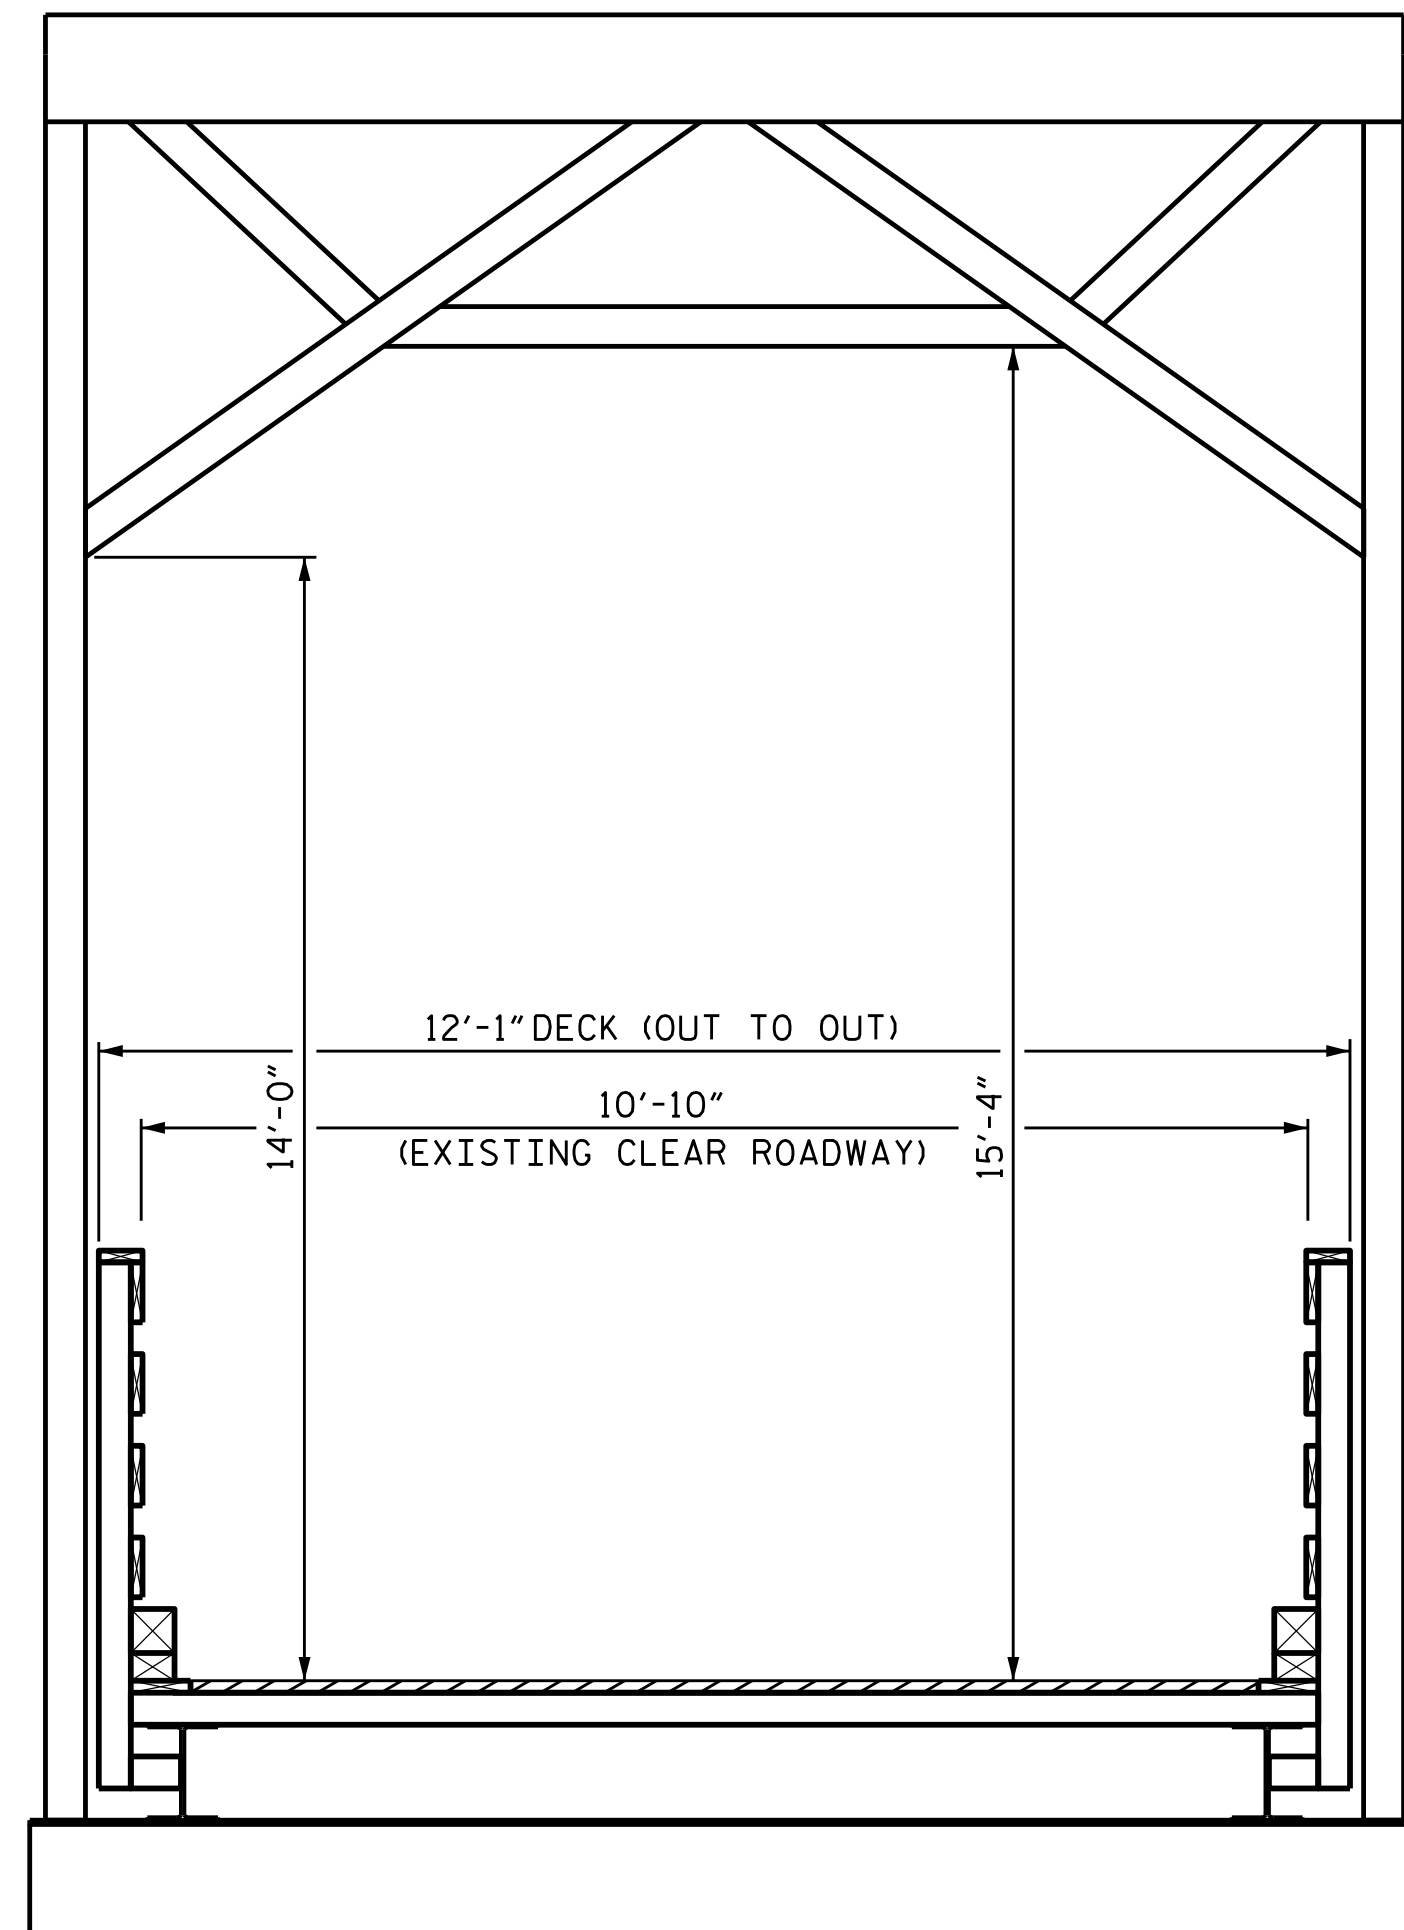 12'-1" DECK (OUT TO OUT)
14'-0"
10'-10"
(EXISTING CLEAR ROADWAY)
15'-4"